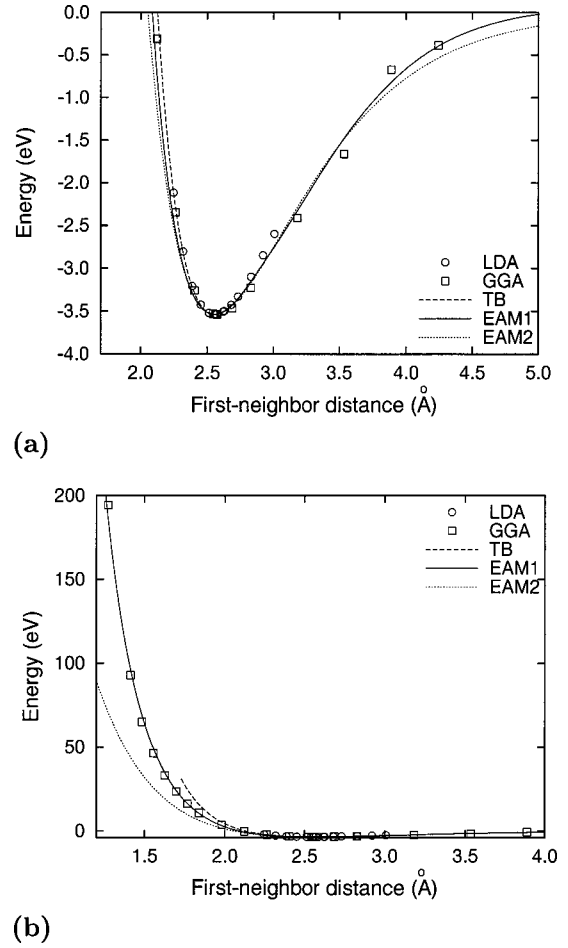 0.0
-0.5
-1.0
-1.5
-2.0
-2.5
-3.0
-3.5
-4.0
Energy (eV)
LDA
GGA
TB
EAM1
EAM2
2.0 2.5 3.0 3.5 4.0 4.5 5.0
First-neighbor distance (Å)
(a)
200
150
100
50
0
Energy (eV)
LDA
GGA
TB
EAM1
EAM2
1.5 2.0 2.5 3.0 3.5 4.0
First-neighbor distance (Å)
(b)